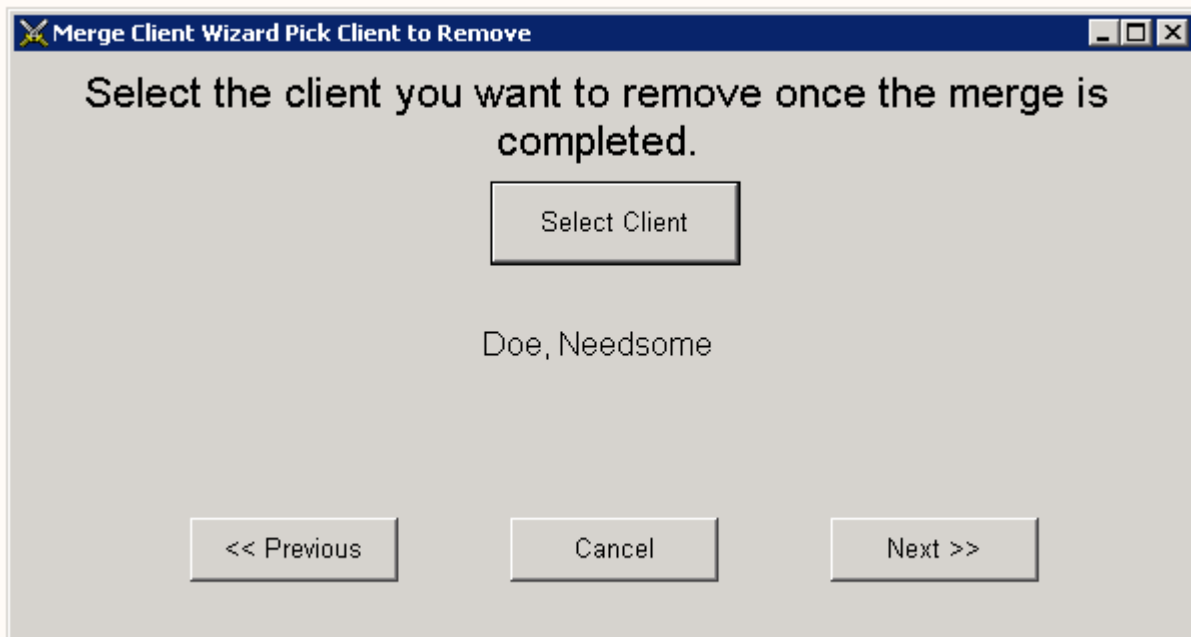 Merge Client Wizard Pick Client to Remove
Select the client you want to remove once the merge is
completed.
Select Client
Doe, Needsome
<< Previous
Cancel
Next >>